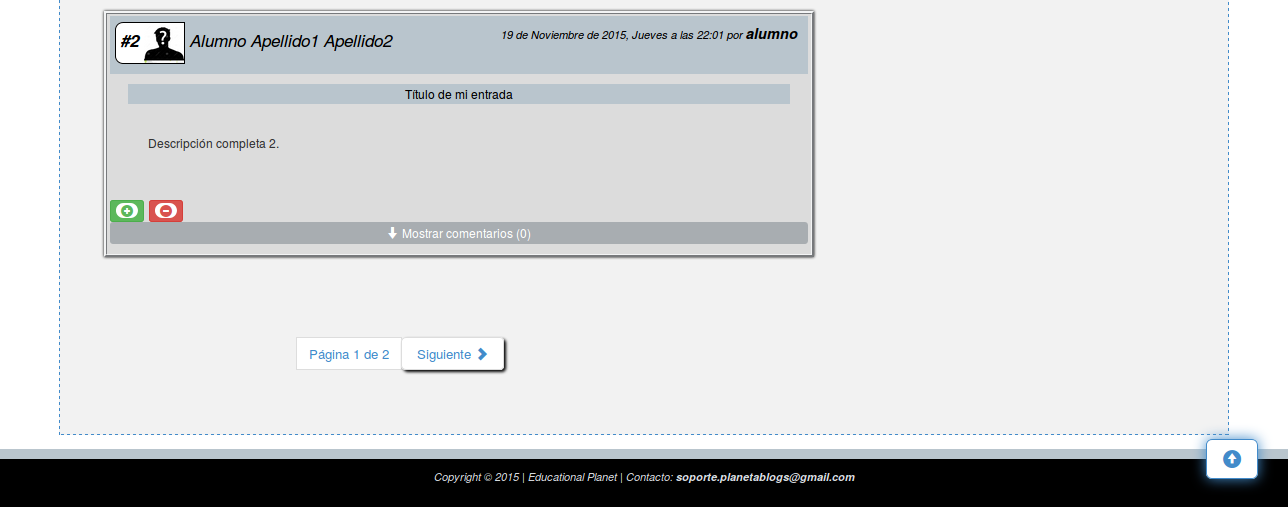 #2 Alumno Apellido1 Apellido2 19 de Noviembre de 2015, Jueves a las 22:01 por alumno
Título de mi entrada
Descripción completa 2.
Mostrar comentarios (0)
Página 1 de 2 Siguiente
Copyright © 2015 | Educational Planet | Contacto: soporte.planetablogs@gmail.com